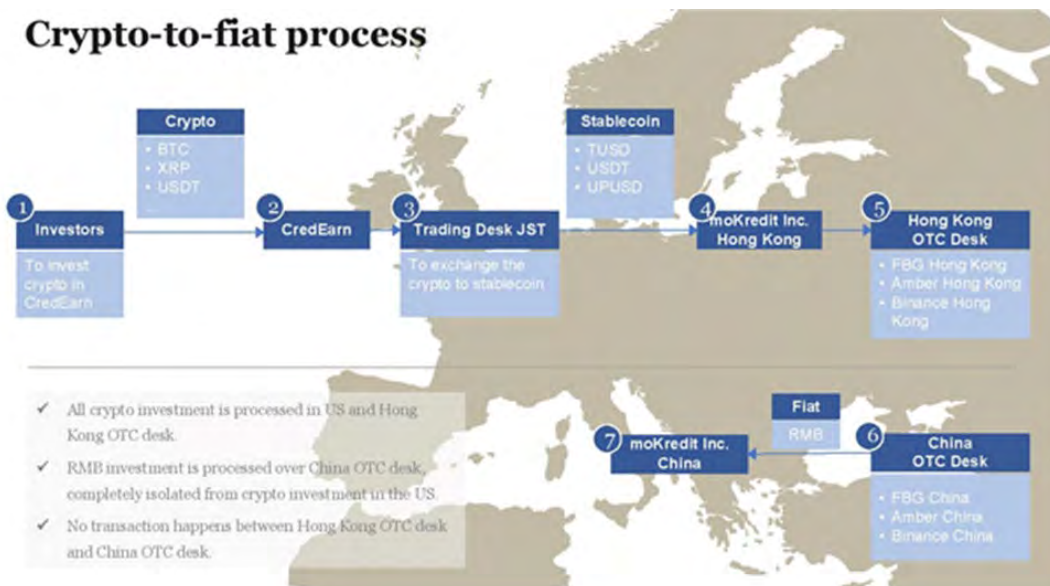 Crypto-to-fiat process
Crypto
• BTC
• XRP
• USDT
Stablecoin
• TUSD
• USDT
• UPUSD
1
Investors
To invest
crypto in
CredEarn
2
CredEarn
3
Trading Desk JST
To exchange the
crypto to stablecoin
4
moKredit Inc.
Hong Kong
5
Hong Kong
OTC Desk
• FBG Hong Kong
• Amber Hong Kong
• Binance Hong
Kong
✓ All crypto investment is processed in US and Hong
Kong OTC desk.
✓ RMB investment is processed over China OTC desk,
completely isolated from crypto investment in the US.
✓ No transaction happens between Hong Kong OTC desk
and China OTC desk.
7
moKredit Inc.
China
Fiat
RMB
6
China
OTC Desk
• FBG China
• Amber China
• Binance China